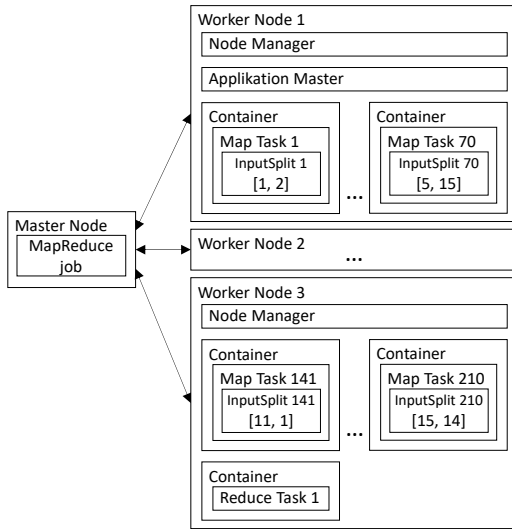 Worker Node 1
Node Manager
Applikation Master
Container
Map Task 1
InputSplit 1
[1, 2]
...
Container
Map Task 70
InputSplit 70
[5, 15]
Master Node
MapReduce
job
Worker Node 2
...
Worker Node 3
Node Manager
Container
Map Task 141
InputSplit 141
[11, 1]
...
Container
Map Task 210
InputSplit 210
[15, 14]
Container
Reduce Task 1